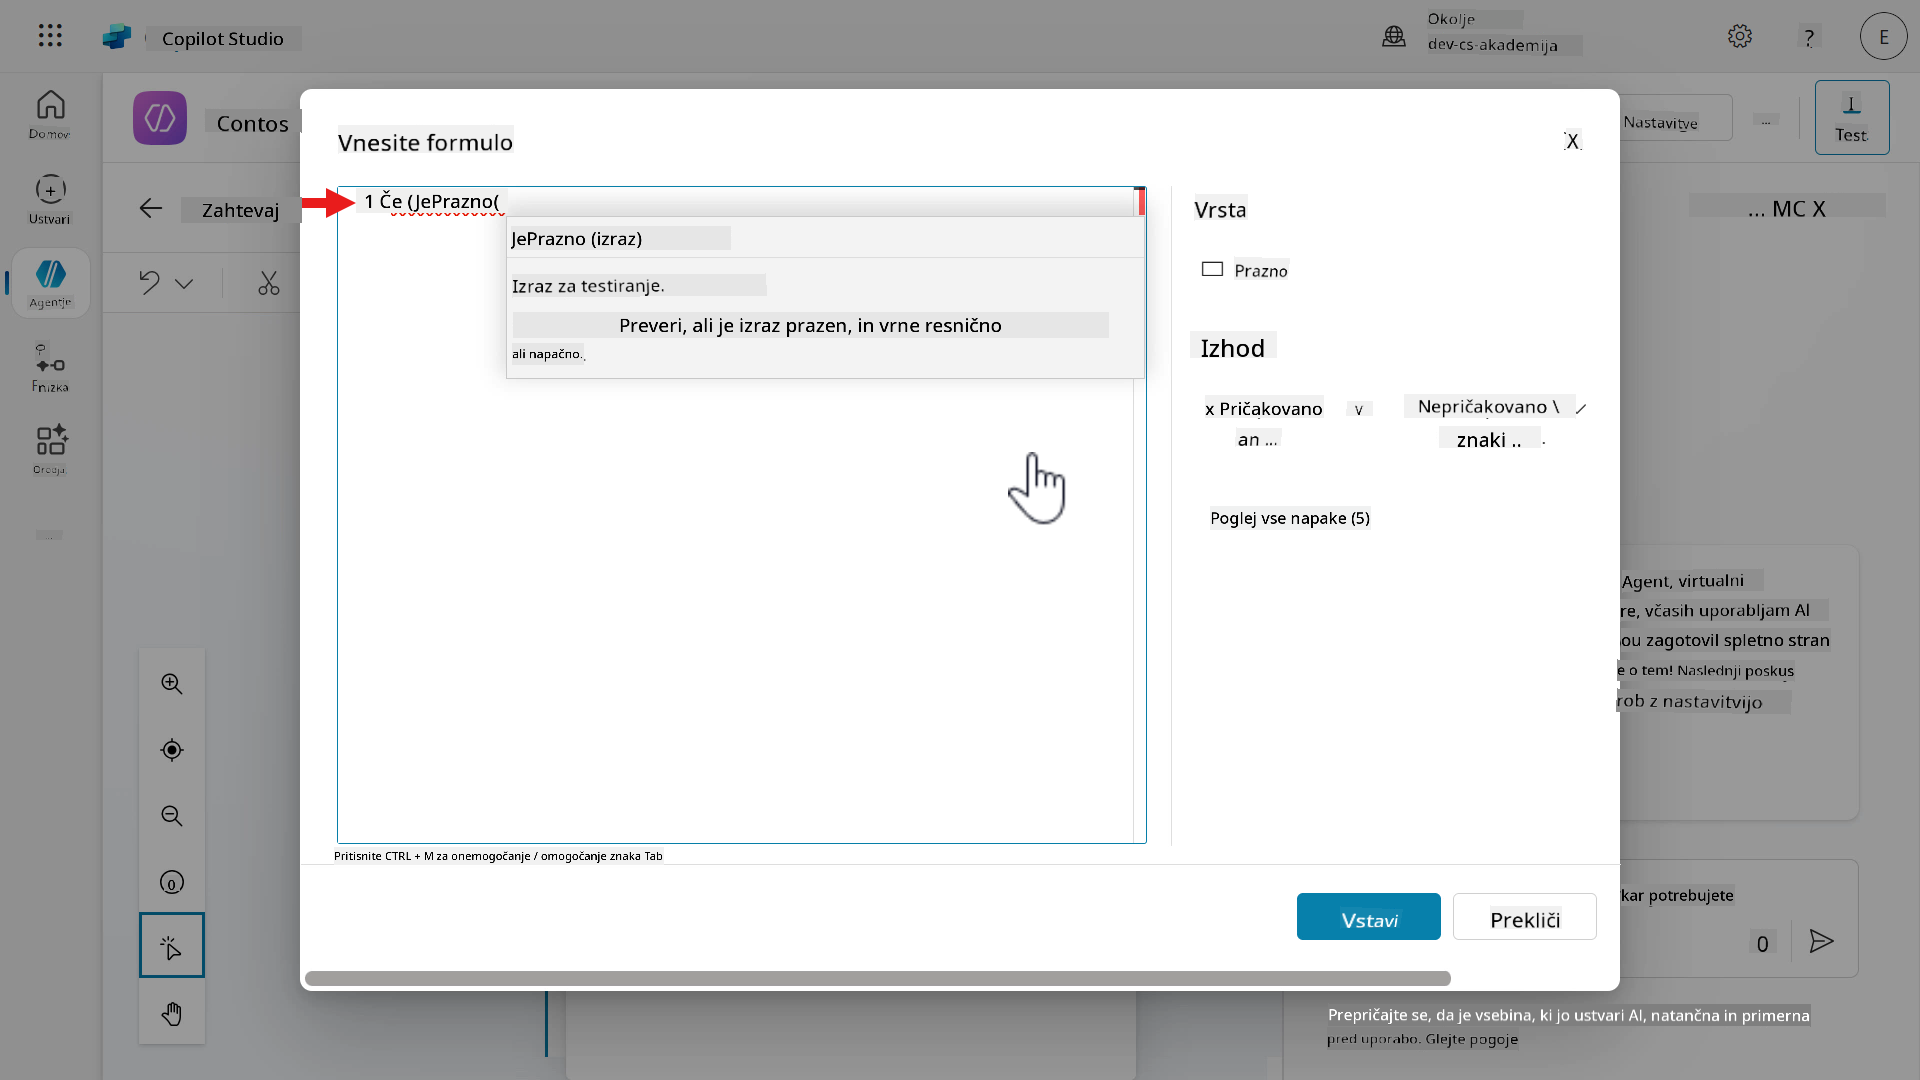 Copilot Studio
Okolje
dev-cs-akademija
?
E
Domov
Ustvari
Agentje
...
Contos
Zahtevaj
Nastavitve
...
Test
... MC X
Vnesite formulo
X
1 Če (JePrazno(
JePrazno (izraz)
Izraz za testiranje.
Preveri, ali je izraz prazen, in vrne resnično
ali napačno.
Vrsta
Prazno
Izhod
x Pričakovano
an ...
v
Nepričakovano \
znaki ..
Poglej vse napake (5)
Pritisnite CTRL + M za onemogočanje / omogočanje znaka Tab
Vstavi
Prekliči
Agent, virtualni
re, včasih uporabljam AI
ou zagotovil spletno stran
e o tem! Naslednji poskus
rob z nastavitvijo
kar potrebujete
0
Prepričajte se, da je vsebina, ki jo ustvari AI, natančna in primerna
pred uporabo. Glejte pogoje